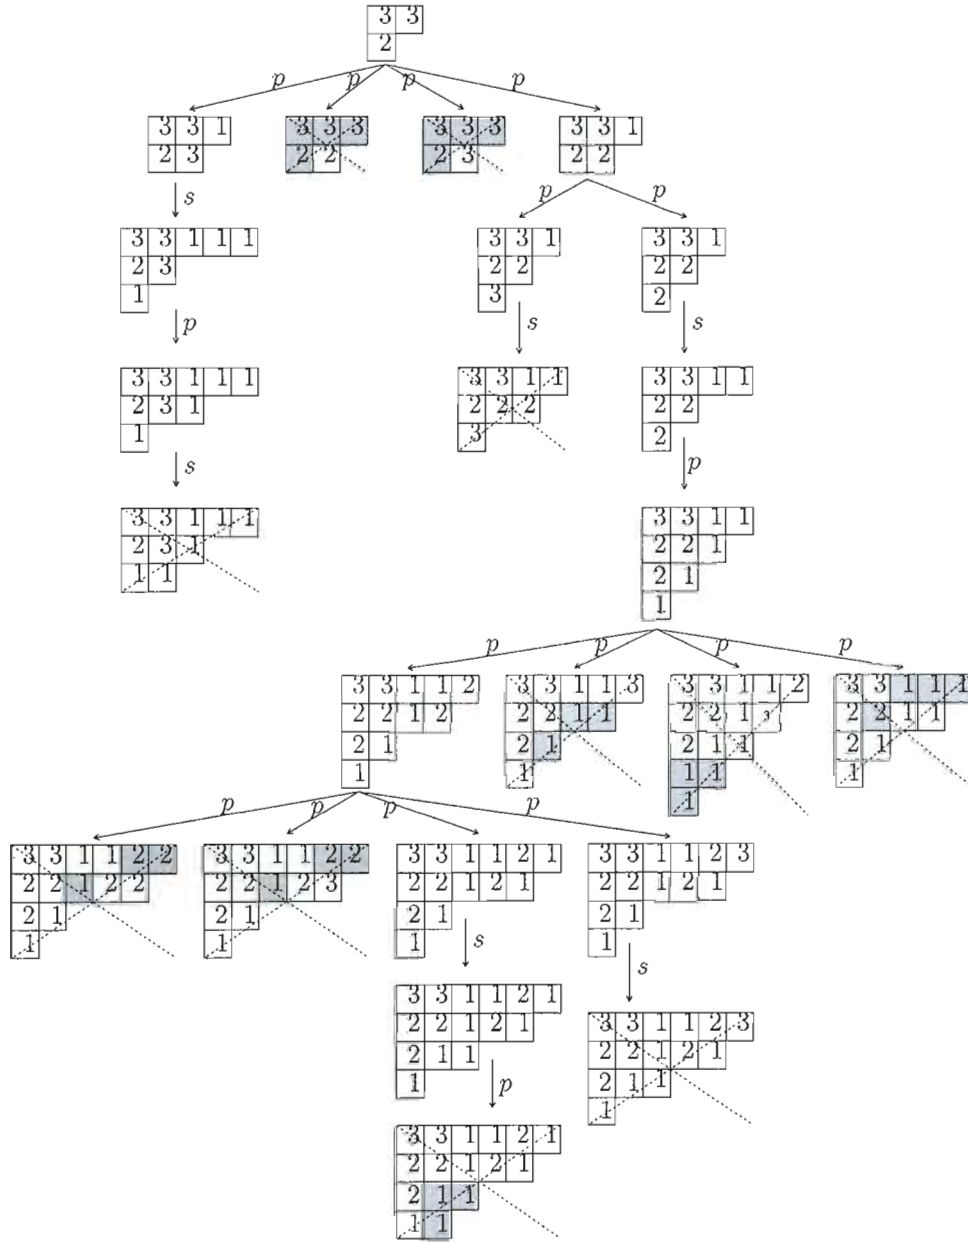 3 3
2
p p p p
3 3 1 3 3 3 3 3 3 3 3 1
2 3 2 2 2 3 2 2
s p p
3 3 1 1 1 3 3 1 3 3 1
2 3 2 2 2 2
1 3 2
p s s
3 3 1 1 1 3 3 1 1 3 3 1 1
2 3 1 2 2 2 2 2
1 3 2
s p
3 3 1 1 1 3 3 1 1
2 3 1 2 2 1
1 1 2 1
1
p p p p
3 3 1 1 2 3 3 1 1 3 3 3 1 1 2 3 3 1 1 1
2 2 1 2 2 2 1 1 2 2 1 2 2 1 1
2 1 2 1 2 1 1 2 1
1 1 1 1 1
1
p p p p
3 3 1 1 2 2 3 3 1 1 2 2 3 3 1 1 2 1 3 3 1 1 2 3
2 2 1 2 2 2 2 1 2 3 2 2 1 2 1 2 2 1 2 1
2 1 2 1 2 1 2 1
1 1 1 1
s s
3 3 1 1 2 1 3 3 1 1 2 3
2 2 1 2 1 2 2 1 2 1
2 1 1 2 1 1
1 1
p
3 3 1 1 2 1
2 2 1 2 1
2 1 1
1 1